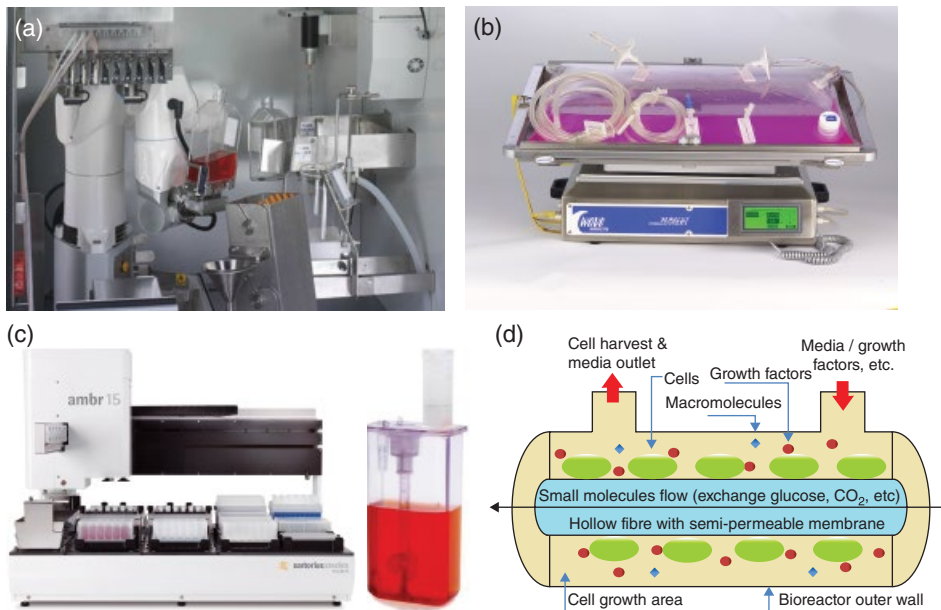 (a)
(b)
wave
(c)
ambr 15
sartorius stedim
(d)
Cell harvest &
media outlet
Media / growth
factors, etc.
Cells
Growth factors
Macromolecules
Small molecules flow (exchange glucose, CO₂, etc)
Hollow fibre with semi-permeable membrane
Cell growth area
Bioreactor outer wall